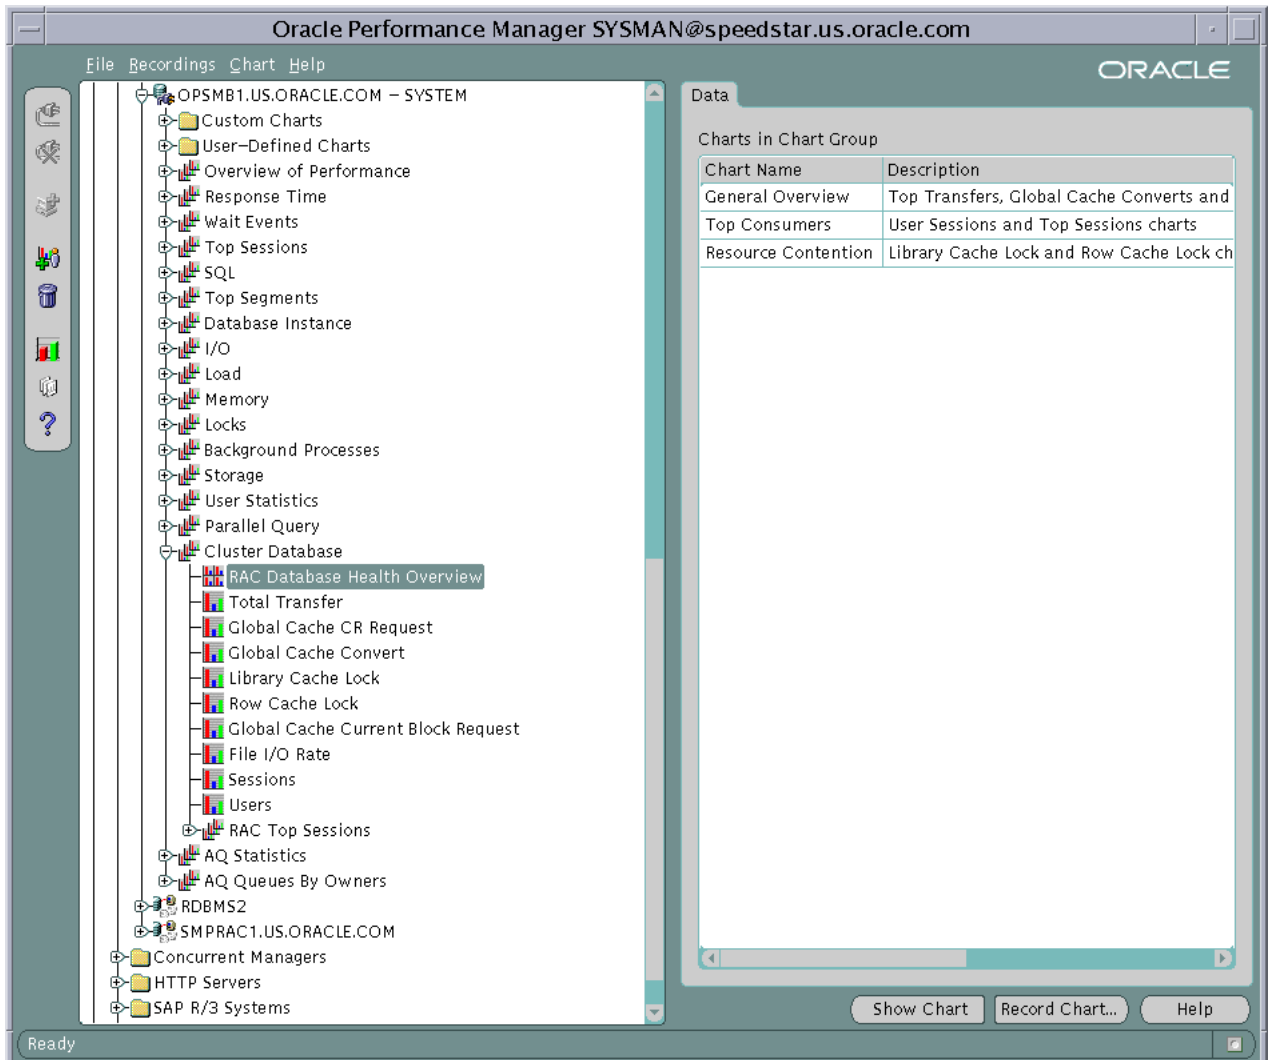 Oracle Performance Manager SYSMAN@speedstar.us.oracle.com
File Recordings Chart Help
ORACLE
OPSMB1.US.ORACLE.COM – SYSTEM
Custom Charts
User–Defined Charts
Overview of Performance
Response Time
Wait Events
Top Sessions
SQL
Top Segments
Database Instance
I/O
Load
Memory
Locks
Background Processes
Storage
User Statistics
Parallel Query
Cluster Database
RAC Database Health Overview
Total Transfer
Global Cache CR Request
Global Cache Convert
Library Cache Lock
Row Cache Lock
Global Cache Current Block Request
File I/O Rate
Sessions
Users
RAC Top Sessions
AQ Statistics
AQ Queues By Owners
RDBMS2
SMPRAC1.US.ORACLE.COM
Concurrent Managers
HTTP Servers
SAP R/3 Systems
Data
Charts in Chart Group
Chart Name Description
General Overview Top Transfers, Global Cache Converts and
Top Consumers User Sessions and Top Sessions charts
Resource Contention Library Cache Lock and Row Cache Lock ch
Show Chart Record Chart... Help
Ready